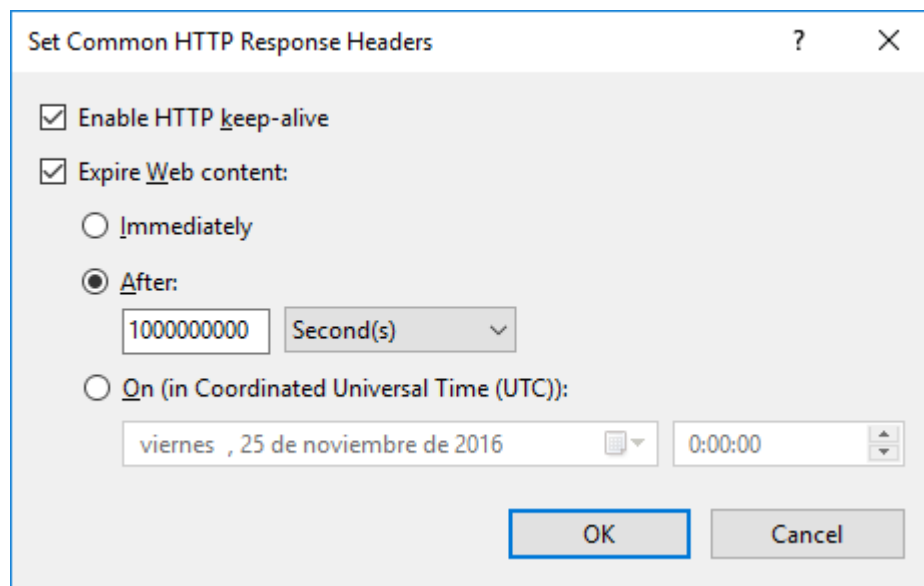 Set Common HTTP Response Headers ?
Enable HTTP keep-alive
Expire Web content:
Immediately
After:
1000000000 Second(s)
On (in Coordinated Universal Time (UTC)):
viernes , 25 de noviembre de 2016 0:00:00
OK Cancel